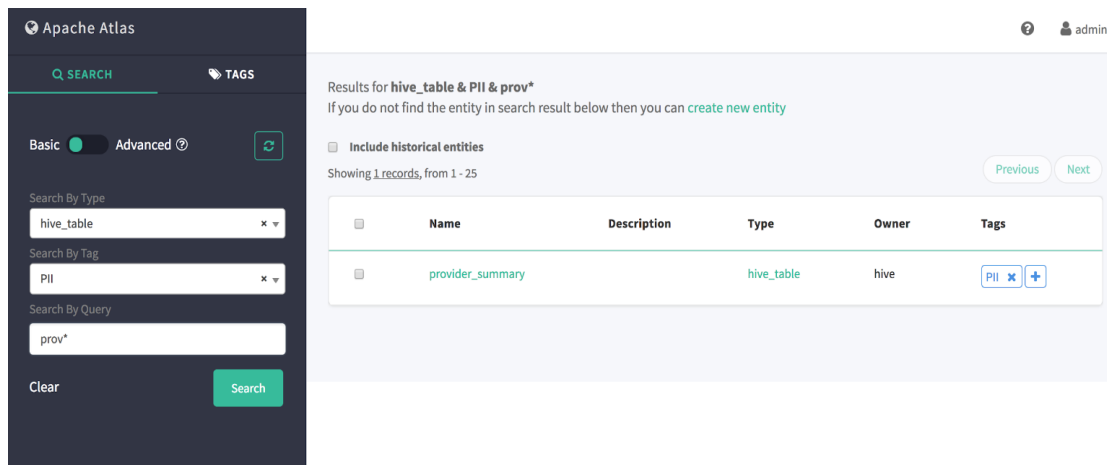 Apache Atlas
admin
SEARCH
TAGS
Basic
Advanced
Search By Type
hive_table
Search By Tag
PII
Search By Query
prov*
Clear
Search
Results for hive_table & PII & prov*
If you do not find the entity in search result below then you can create new entity
Include historical entities
Showing 1 records, from 1 - 25
Previous
Next
Name Description Type Owner Tags
provider_summary hive_table hive PII